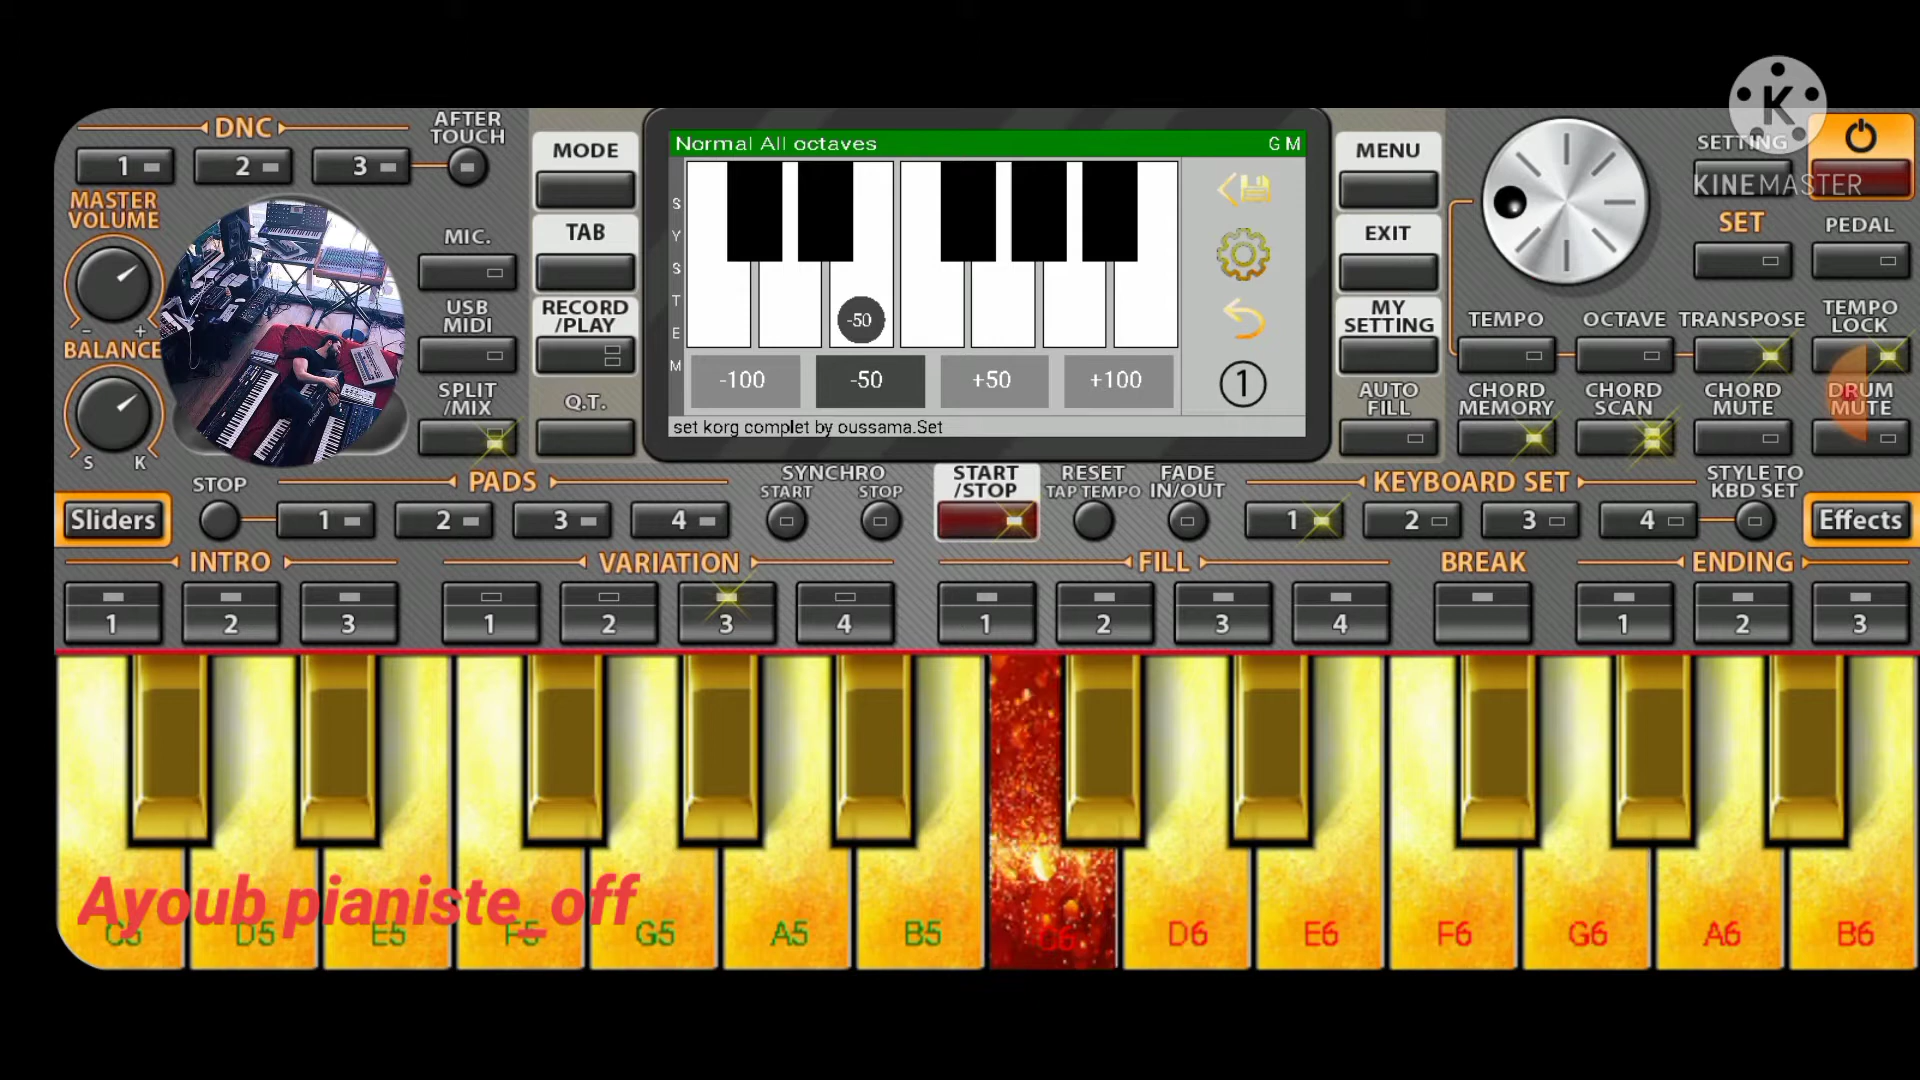 DNC
AFTER TOUCH
1 2 3
MASTER VOLUME
- +
BALANCE
S K
MIC.
USB MIDI
SPLIT /MIX
MODE
TAB
RECORD /PLAY
Q.T.
Normal All octaves G M
S Y S T E M
-50
-100 -50 +50 +100
1
set korg complet by oussama.Set
MENU
EXIT
MY SETTING
AUTO FILL
K
SETTING
KINEMASTER
SET
PEDAL
TEMPO OCTAVE TRANSPOSE TEMPO LOCK
CHORD MEMORY CHORD SCAN CHORD MUTE DRUM MUTE
Sliders
STOP
PADS
1 2 3 4
SYNCHRO
START STOP
START /STOP
RESET
TAP TEMPO
FADE IN/OUT
KEYBOARD SET
1 2 3 4
STYLE TO KBD SET
Effects
INTRO
1 2 3
VARIATION
1 2 3 4
FILL
1 2 3 4
BREAK
ENDING
1 2 3
Ayoub pianiste_off
C5 D5 E5 F5 G5 A5 B5 C6 D6 E6 F6 G6 A6 B6